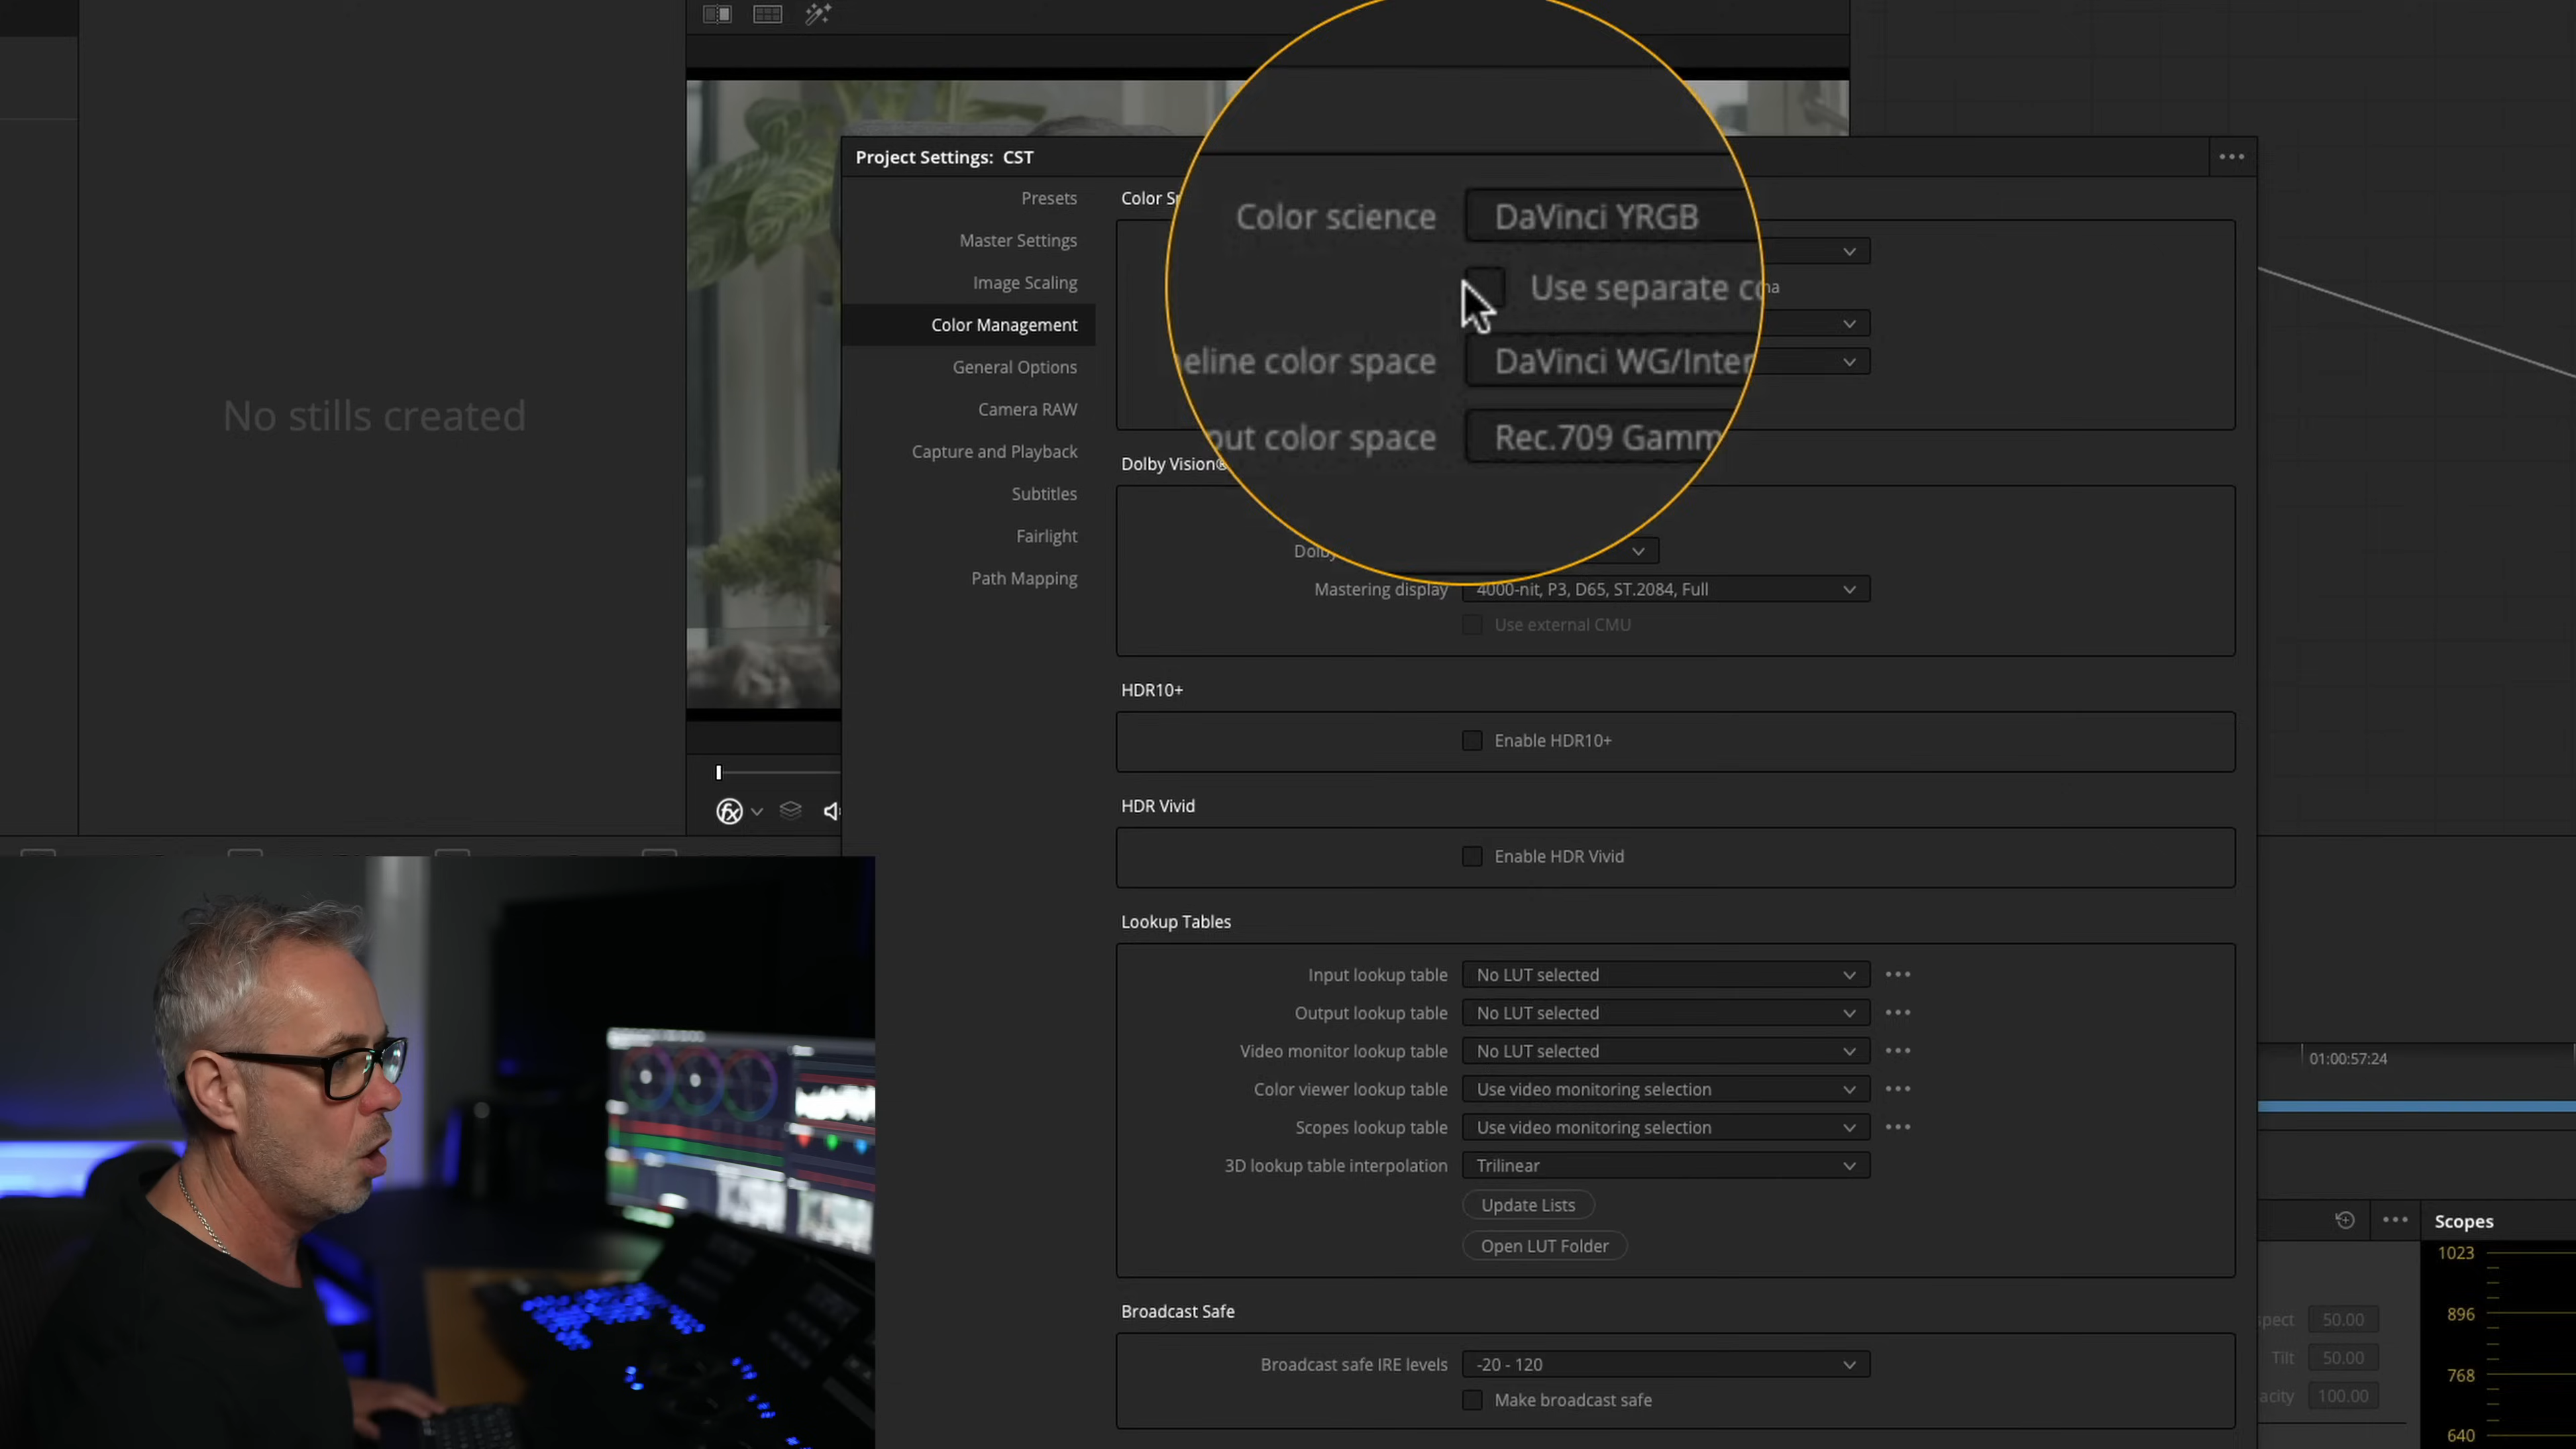 Project Settings: CST
Presets
Master Settings
Image Scaling
Color Management
General Options
Camera RAW
Capture and Playback
Subtitles
Fairlight
Path Mapping
Color science DaVinci YRGB
Use separate
color space DaVinci WG/Inter
color space Rec.709
Dolby Vision®
Mastering display 4000-nit, P3, D65, ST.2084, Full
Use external CMU
HDR10+
Enable HDR10+
HDR Vivid
Enable HDR Vivid
Lookup Tables
Input lookup table No LUT selected
Output lookup table No LUT selected
Video monitor lookup table No LUT selected
Color viewer lookup table Use video monitoring selection
Scopes lookup table Use video monitoring selection
3D lookup table interpolation Trilinear
Update Lists
Open LUT Folder
Broadcast Safe
Broadcast safe IRE levels -20 - 120
Make broadcast safe
No stills created
fx
01:00:57:24
Scopes
1023
896
768
640
50.00
Tilt 50.00
100.00